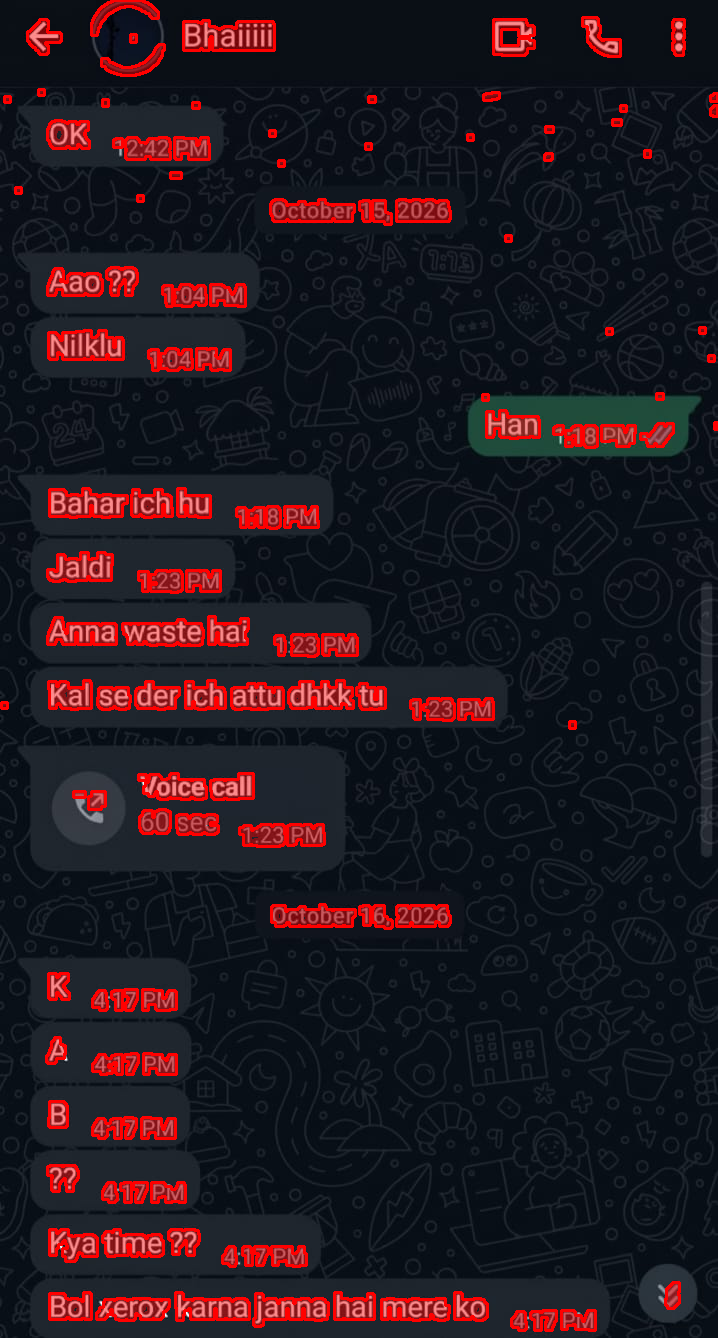 Bhaiiiii
OK 12:42 PM
October 15, 2026
Aao ?? 1:04 PM
Nilklu 1:04 PM
Han 1:18 PM
Bahar ich hu 1:18 PM
Jaldi 1:23 PM
Anna waste hai 1:23 PM
Kal se der ich attu dhkk tu 1:23 PM
Voice call
60 sec 1:23 PM
October 16, 2026
K 4:17 PM
A 4:17 PM
B 4:17 PM
?? 4:17 PM
Kya time ?? 4:17 PM
Bol xerox karna janna hai mere ko 4:17 PM